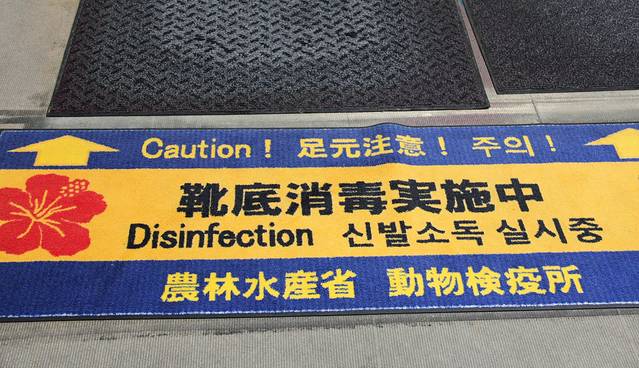 Caution！ 足元注意！ 주의！
靴底消毒実施中
Disinfection 신발소독 실시중
農林水産省 動物検疫所